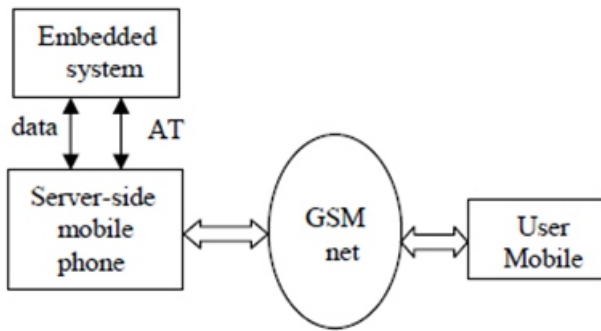 Embedded
system
data
AT
Server-side
mobile
phone
GSM
net
User
Mobile